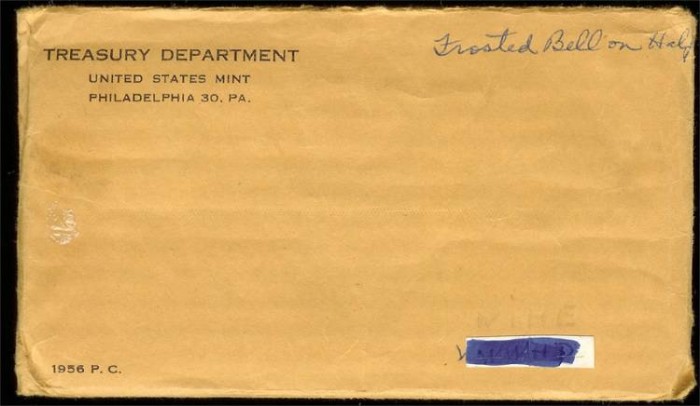 TREASURY DEPARTMENT
UNITED STATES MINT
PHILADELPHIA 30, PA.
Frosted Bell on Half
1956 P. C.